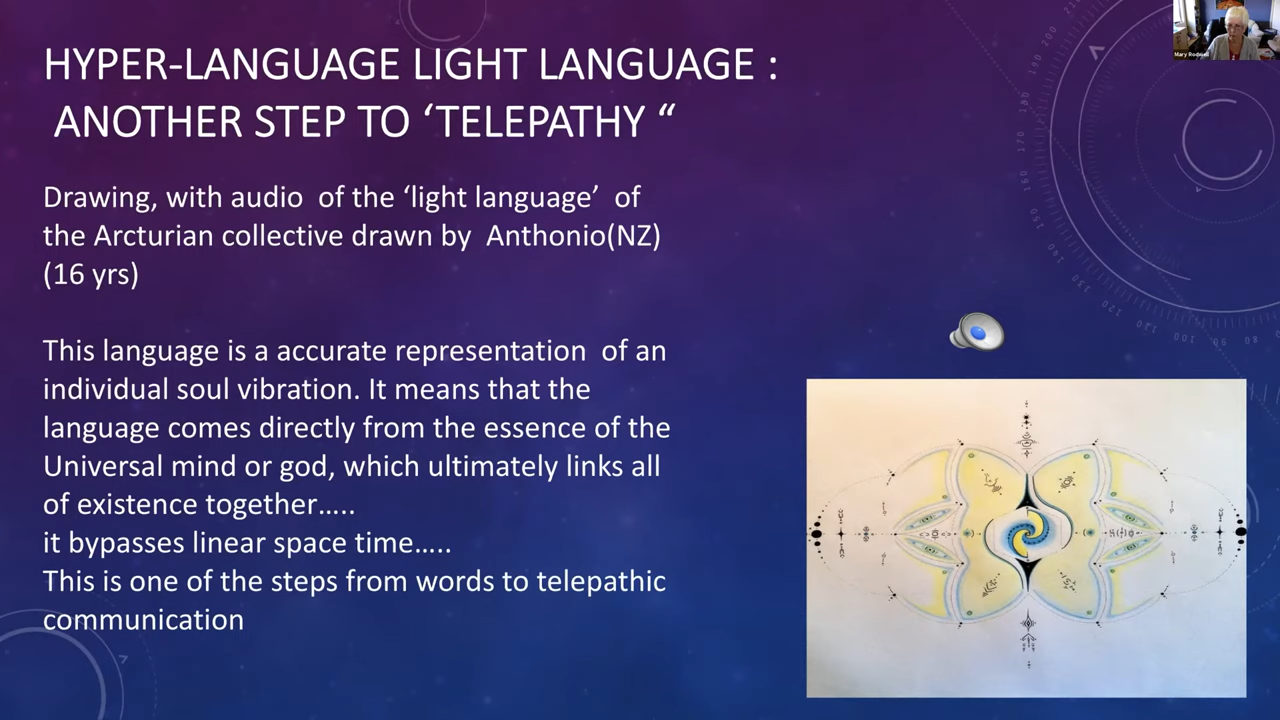 HYPER-LANGUAGE LIGHT LANGUAGE :
ANOTHER STEP TO ‘TELEPATHY “
Drawing, with audio of the ‘light language’ of
the Arcturian collective drawn by Anthonio(NZ)
(16 yrs)
This language is a accurate representation of an
individual soul vibration. It means that the
language comes directly from the essence of the
Universal mind or god, which ultimately links all
of existence together.....
it bypasses linear space time.....
This is one of the steps from words to telepathic
communication